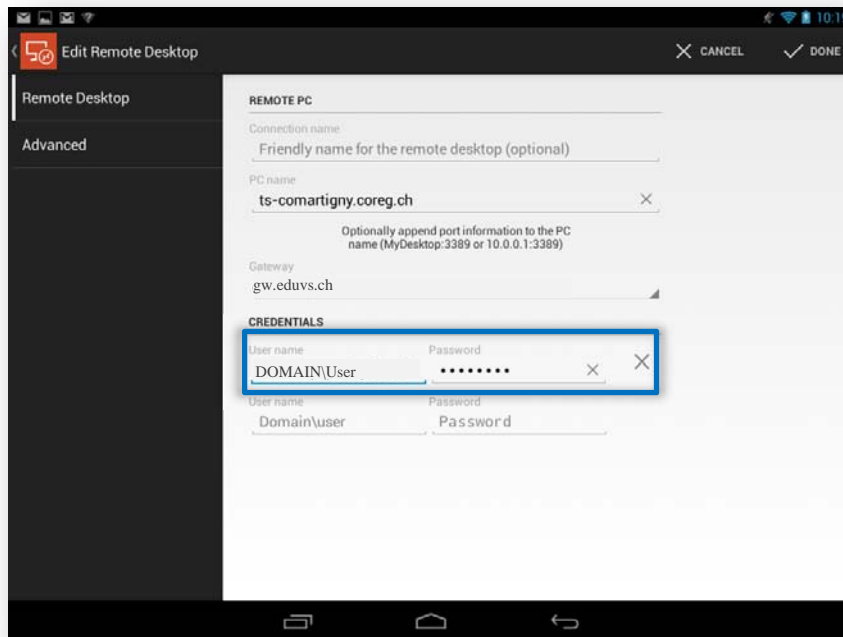 10:1
Edit Remote Desktop
CANCEL
DONE
Remote Desktop
Advanced
REMOTE PC
Connection name
Friendly name for the remote desktop (optional)
PC name
ts-comartigny.coreg.ch
Optionally append port information to the PC
name (MyDesktop:3389 or 10.0.0.1:3389)
Gateway
gw.eduvs.ch
CREDENTIALS
User name Password
DOMAIN\User ••••••••
User name Password
Domain\user Password